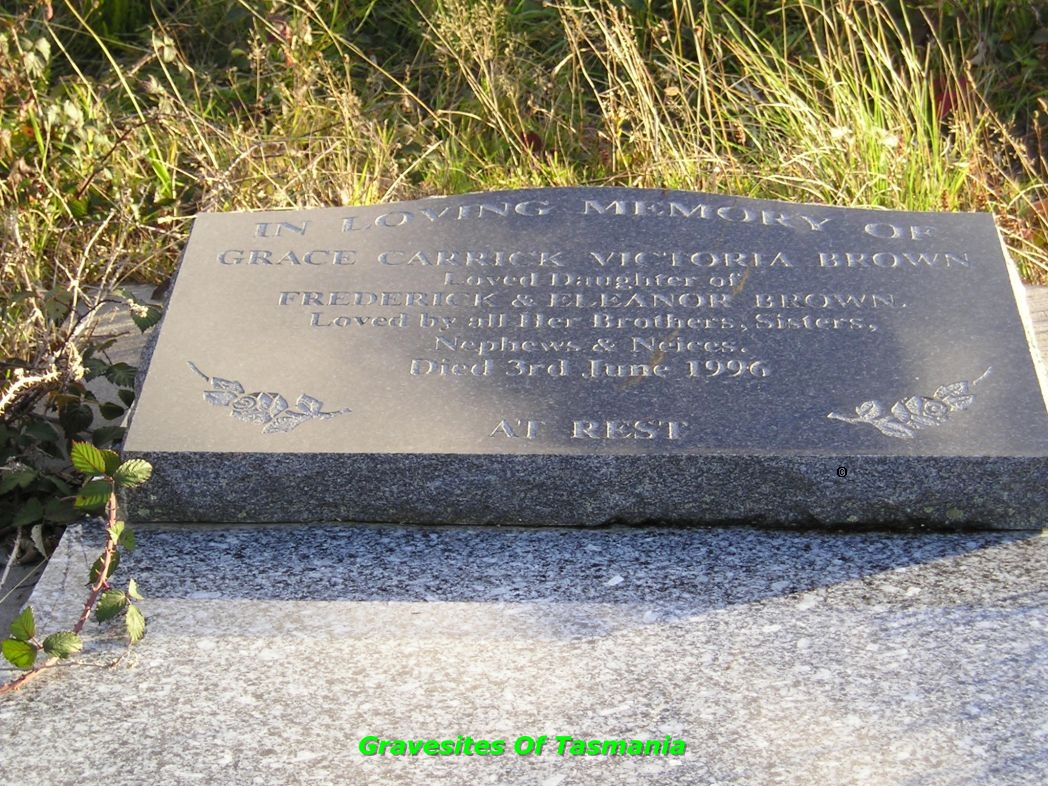 IN LOVING MEMORY OF
GRACE CARRICK VICTORIA BROWN
Loved Daughter of
FREDERICK & ELEANOR BROWN.
Loved by all Her Brothers, Sisters,
Nephews & Neices.
Died 3rd June 1996
AT REST
©
Gravesites Of Tasmania